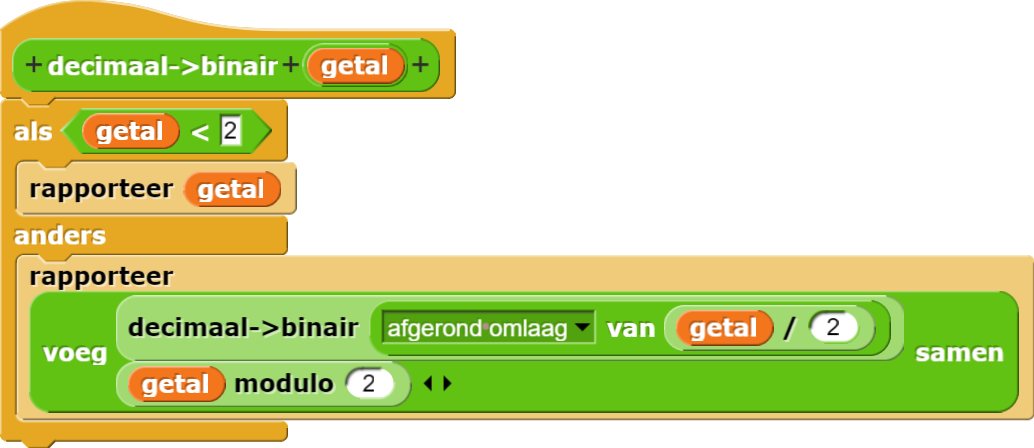 + decimaal->binair + getal +
als getal < 2
rapporteer getal
anders
rapporteer
voeg decimaal->binair afgerond omlaag van getal / 2
getal modulo 2 samen